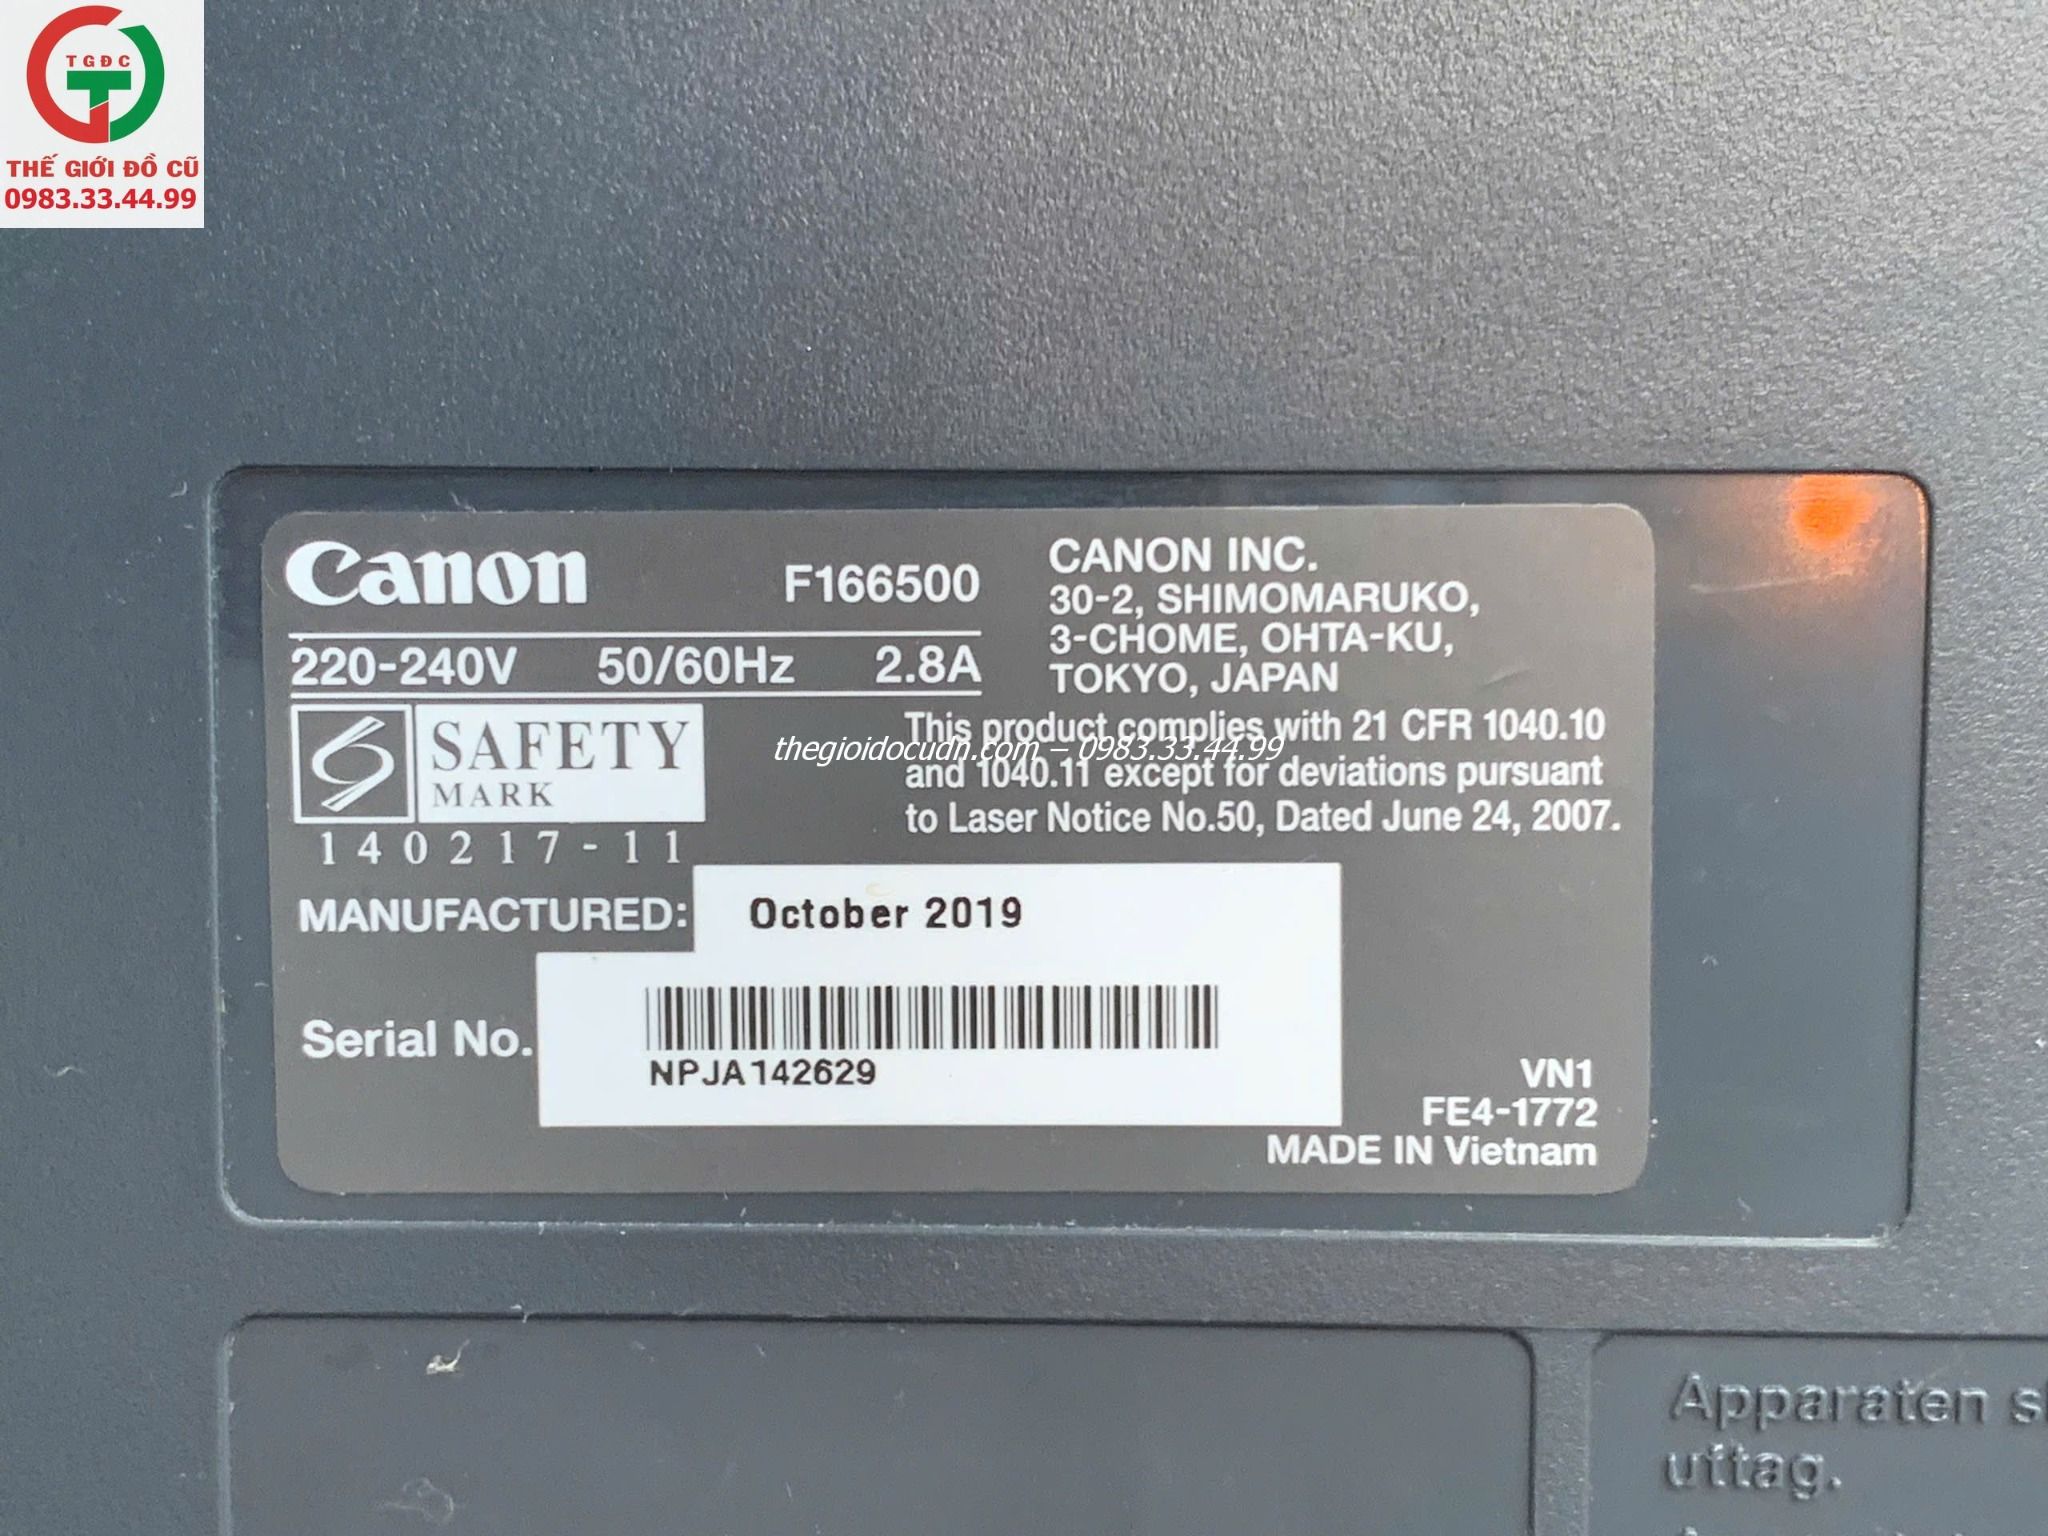 TGĐC
THẾ GIỚI ĐỒ CŨ
0983.33.44.99
Canon F166500
220-240V 50/60Hz 2.8A
SAFETY
MARK
140217-11
CANON INC.
30-2, SHIMOMARUKO,
3-CHOME, OHTA-KU,
TOKYO, JAPAN
This product complies with 21 CFR 1040.10
and 1040.11 except for deviations pursuant
to Laser Notice No.50, Dated June 24, 2007.
thegioidocudn.com – 0983.33.44.99
MANUFACTURED: October 2019
Serial No.
NPJA142629
VN1
FE4-1772
MADE IN Vietnam
Apparaten
uttag.